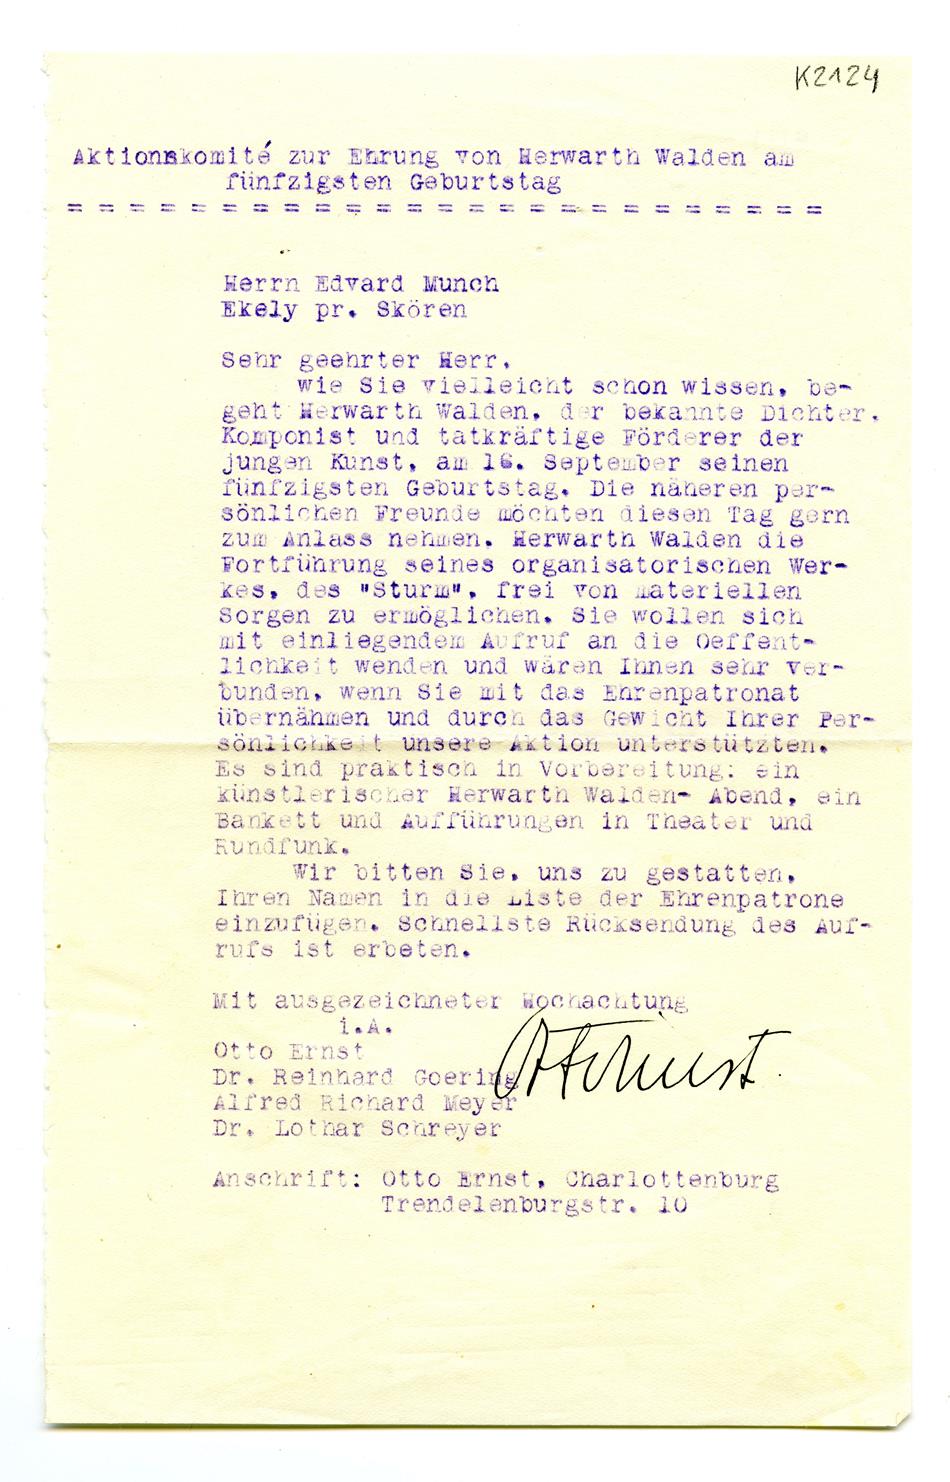 K2124
Aktionskomité zur Ehrung von Herwarth Walden am
fünfzigsten Geburtstag
= = = = = = = = = = = = = = = = = = = = = = = = =
Herrn Edvard Munch
Ekely pr. Skören
Sehr geehrter Herr,
wie Sie vielleicht schon wissen, be-
geht Herwarth Walden, der bekannte Dichter,
Komponist und tatkräftige Förderer der
jungen Kunst, am 16. September seinen
fünfzigsten Geburtstag. Die näheren per-
sönlichen Freunde möchten diesen Tag gern
zum Anlass nehmen, Herwarth Walden die
Fortführung seines organisatorischen Wer-
kes, des "Sturm", frei von materiellen
Sorgen zu ermöglichen. Sie wollen sich
mit einliegendem Aufruf an die Oeffent-
lichkeit wenden und wären Ihnen sehr ver-
bunden, wenn Sie mit das Ehrenpatronat
übernähmen und durch das Gewicht Ihrer Per-
sönlichkeit unsere Aktion unterstützten.
Es sind praktisch in Vorbereitung: ein
künstlerischer Herwarth Walden- Abend, ein
Bankett und Aufführungen in Theater und
Rundfunk.
Wir bitten Sie, uns zu gestatten,
Ihren Namen in die Liste der Ehrenpatrone
einzufügen. Schnellste Rücksendung des Auf-
rufs ist erbeten.
Mit ausgezeichneter Hochachtung
i.A.
Otto Ernst
Otto Ernst
Dr. Reinhard Goering
Alfred Richard Meyer
Dr. Lothar Schreyer
Anschrift: Otto Ernst, Charlottenburg
Trendelenburgstr. 10